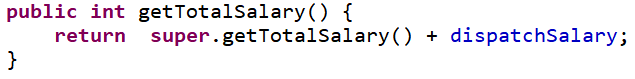 public int getTotalSalary() {
    return  super.getTotalSalary() + dispatchSalary;
}